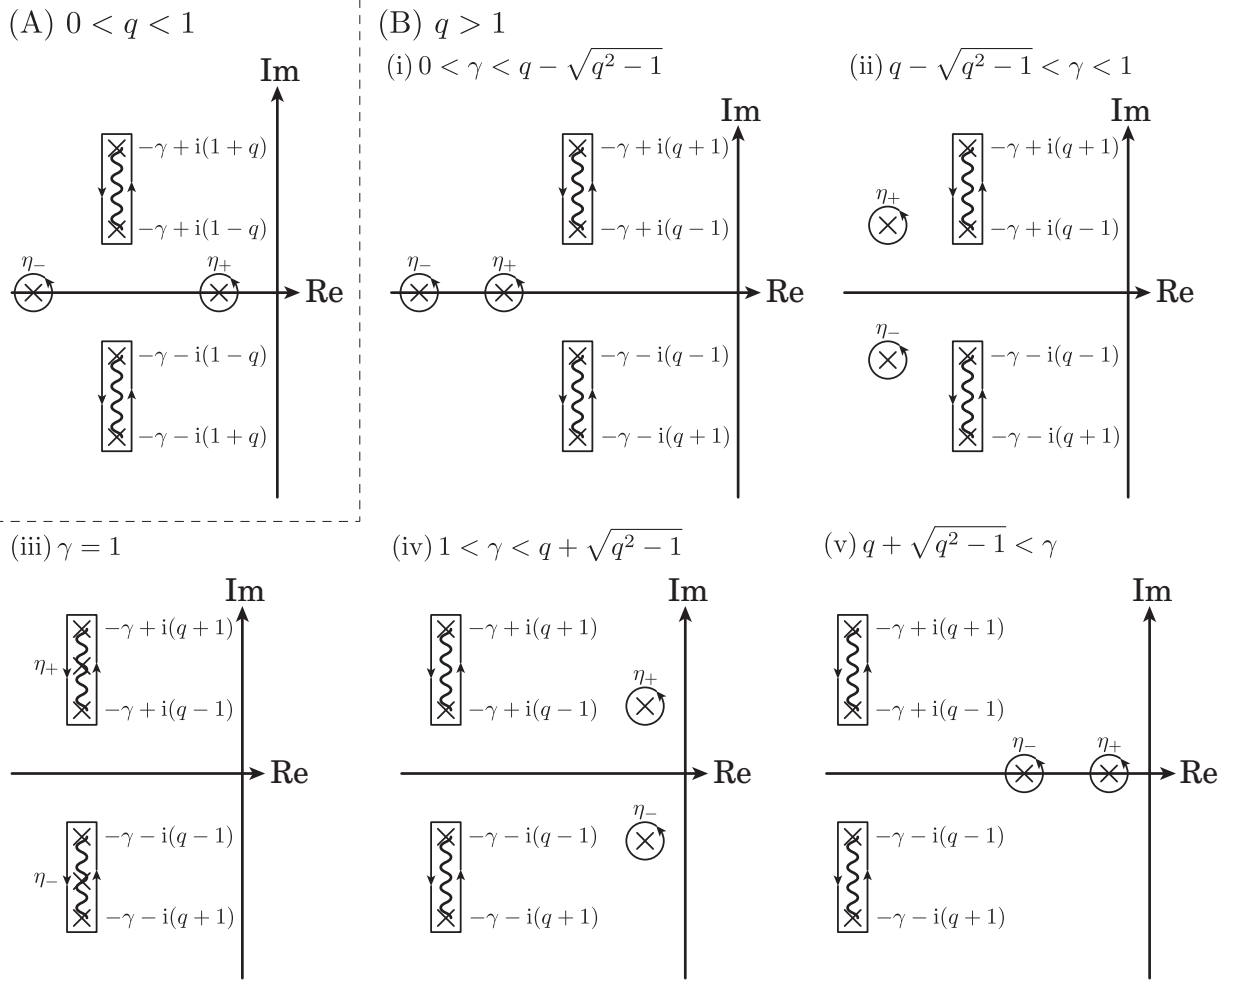 (A) 0 < q < 1
Im
−γ + i(1 + q)
−γ + i(1 − q)
η− η+
Re
−γ − i(1 − q)
−γ − i(1 + q)
(B) q > 1
(i) 0 < γ < q − √(q² − 1)
Im
−γ + i(q + 1)
−γ + i(q − 1)
η− η+
Re
−γ − i(q − 1)
−γ − i(q + 1)
(ii) q − √(q² − 1) < γ < 1
Im
−γ + i(q + 1)
η+
−γ + i(q − 1)
Re
η−
−γ − i(q − 1)
−γ − i(q + 1)
(iii) γ = 1
Im
−γ + i(q + 1)
η+
−γ + i(q − 1)
Re
−γ − i(q − 1)
η−
−γ − i(q + 1)
(iv) 1 < γ < q + √(q² − 1)
Im
−γ + i(q + 1)
η+
−γ + i(q − 1)
Re
η−
−γ − i(q − 1)
−γ − i(q + 1)
(v) q + √(q² − 1) < γ
Im
−γ + i(q + 1)
−γ + i(q − 1)
η− η+
Re
−γ − i(q − 1)
−γ − i(q + 1)